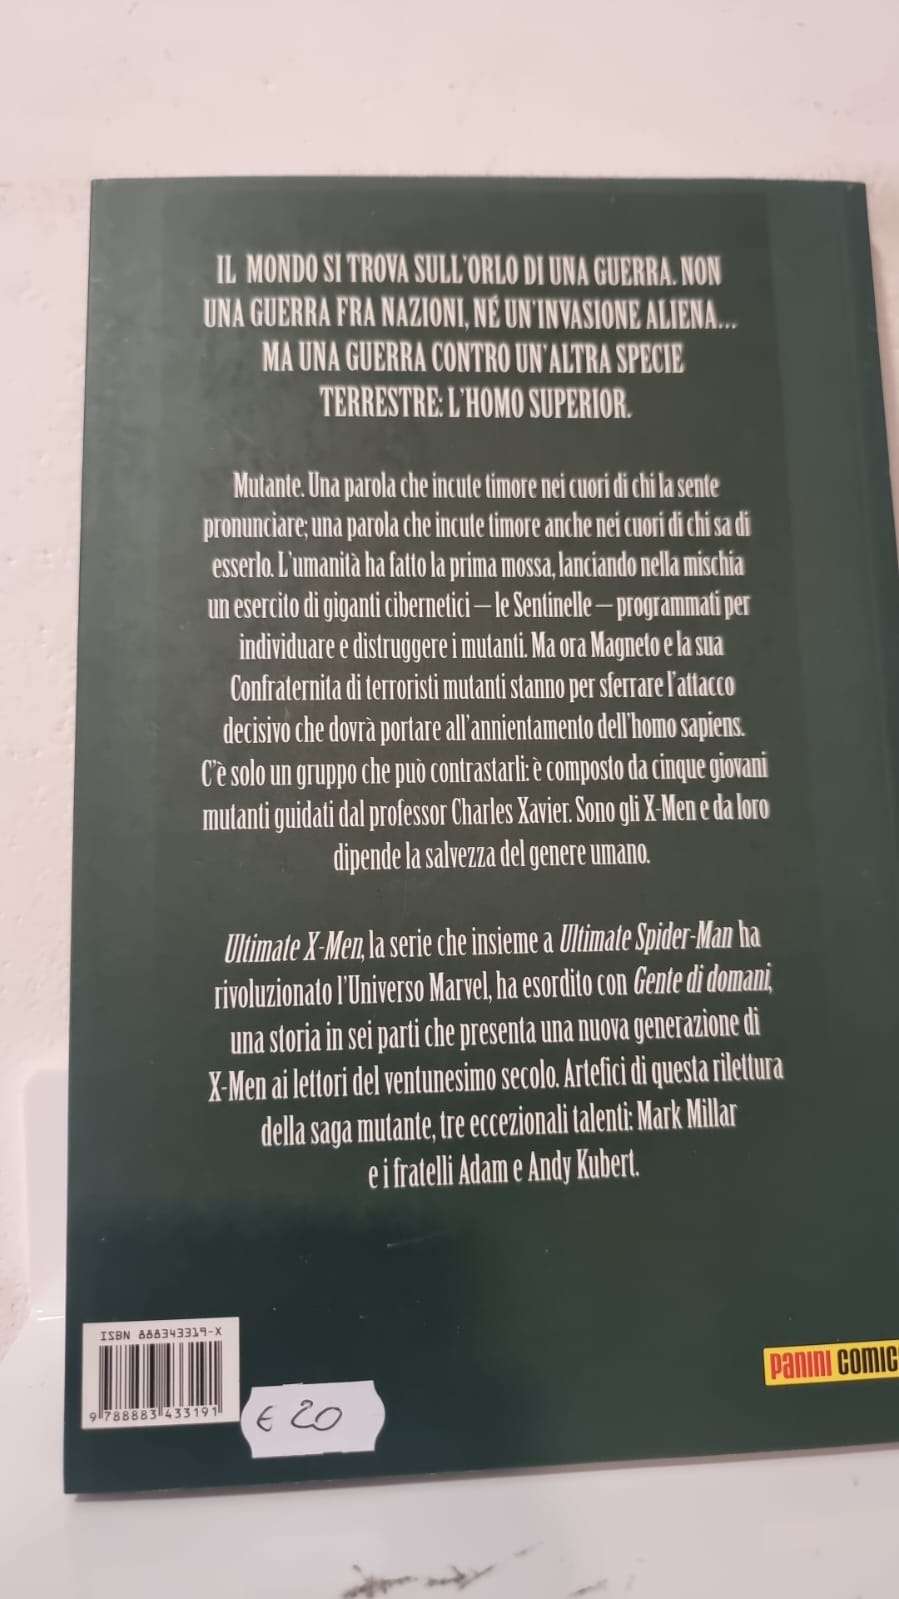 IL MONDO SI TROVA SULL'ORLO DI UNA GUERRA. NON
UNA GUERRA FRA NAZIONI, NÉ UN'INVASIONE ALIENA...
MA UNA GUERRA CONTRO UN'ALTRA SPECIE
TERRESTRE: L'HOMO SUPERIOR.
Mutante. Una parola che incute timore nei cuori di chi la sente
pronunciare; una parola che incute timore anche nei cuori di chi sa di
esserlo. L'umanità ha fatto la prima mossa, lanciando nella mischia
un esercito di giganti cibernetici – le Sentinelle – programmati per
individuare e distruggere i mutanti. Ma ora Magneto e la sua
Confraternita di terroristi mutanti stanno per sferrare l'attacco
decisivo che dovrà portare all'annientamento dell'homo sapiens.
C'è solo un gruppo che può contrastarli: è composto da cinque giovani
mutanti guidati dal professor Charles Xavier. Sono gli X-Men e da loro
dipende la salvezza del genere umano.
Ultimate X-Men, la serie che insieme a Ultimate Spider-Man ha
rivoluzionato l'Universo Marvel, ha esordito con Gente di domani,
una storia in sei parti che presenta una nuova generazione di
X-Men ai lettori del ventunesimo secolo. Artefici di questa rilettura
della saga mutante, tre eccezionali talenti: Mark Millar
e i fratelli Adam e Andy Kubert.
ISBN 888343319-X
9 788883 433191
€ 20
PANINI COMIC